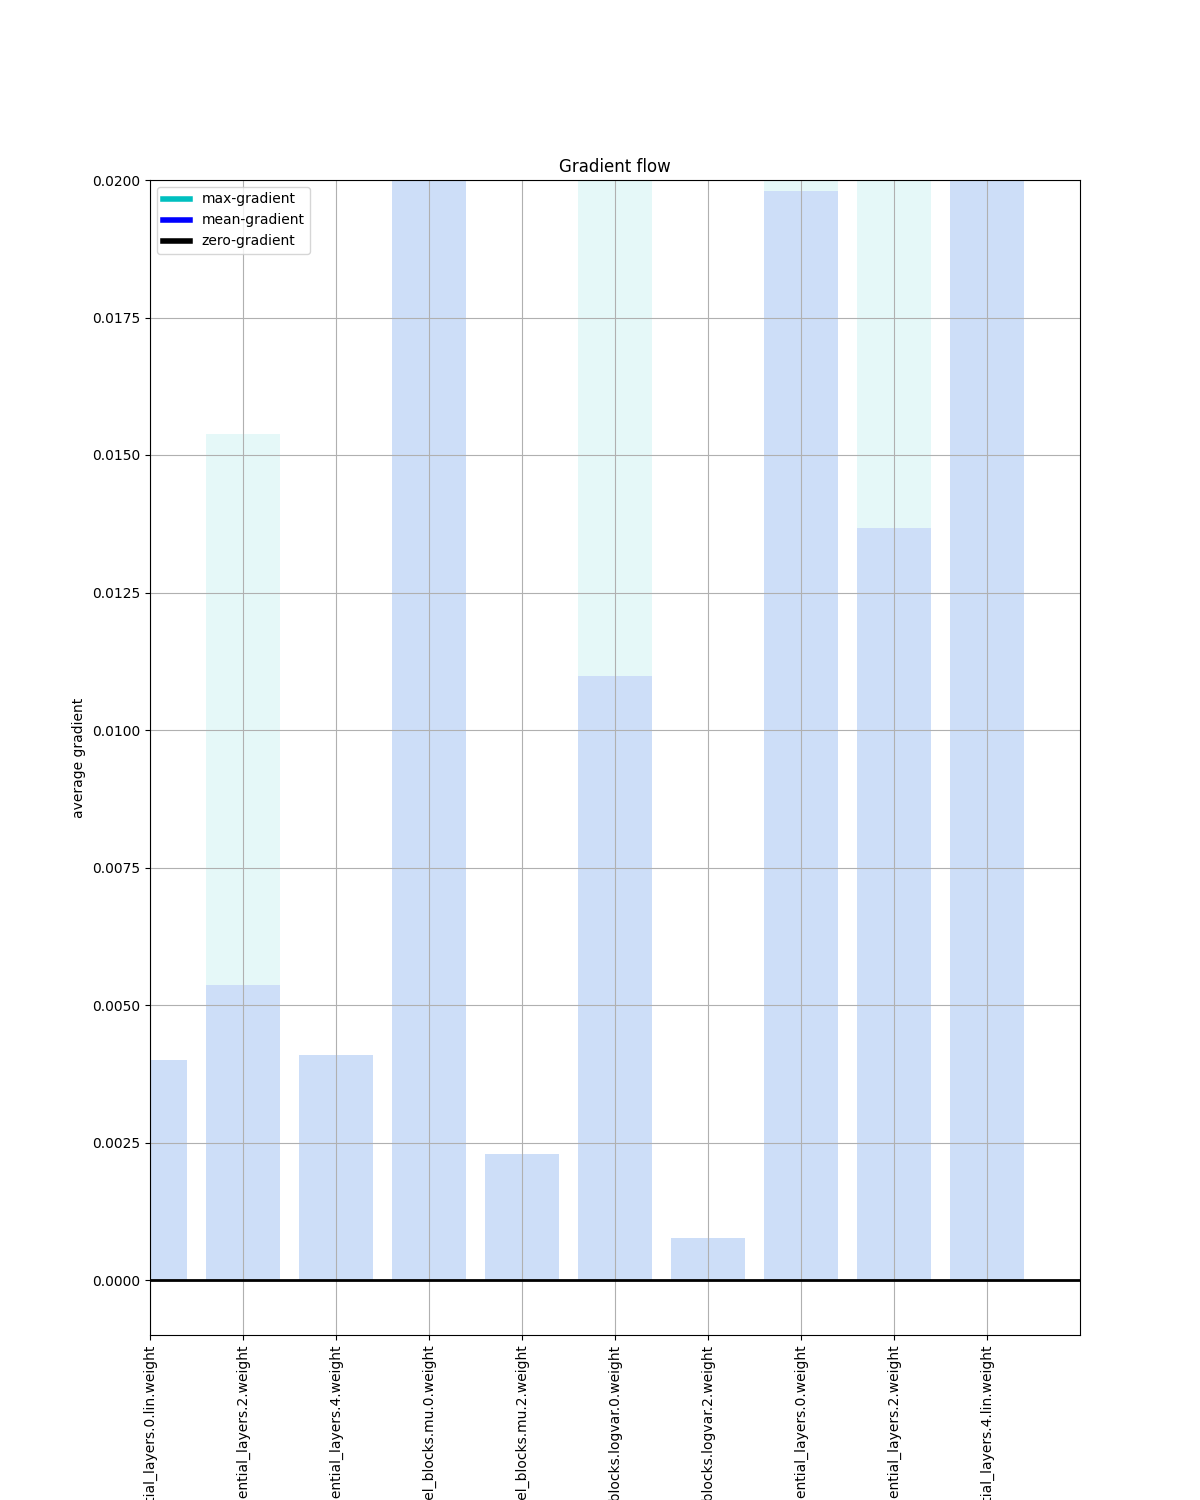 Gradient flow
max-gradient
mean-gradient
zero-gradient
0.0200
0.0175
0.0150
0.0125
0.0100
0.0075
0.0050
0.0025
0.0000
average gradient
tial_layers.0.lin.weight
ential_layers.2.weight
ential_layers.4.weight
el_blocks.mu.0.weight
el_blocks.mu.2.weight
blocks.logvar.0.weight
blocks.logvar.2.weight
ential_layers.0.weight
ential_layers.2.weight
tial_layers.4.lin.weight